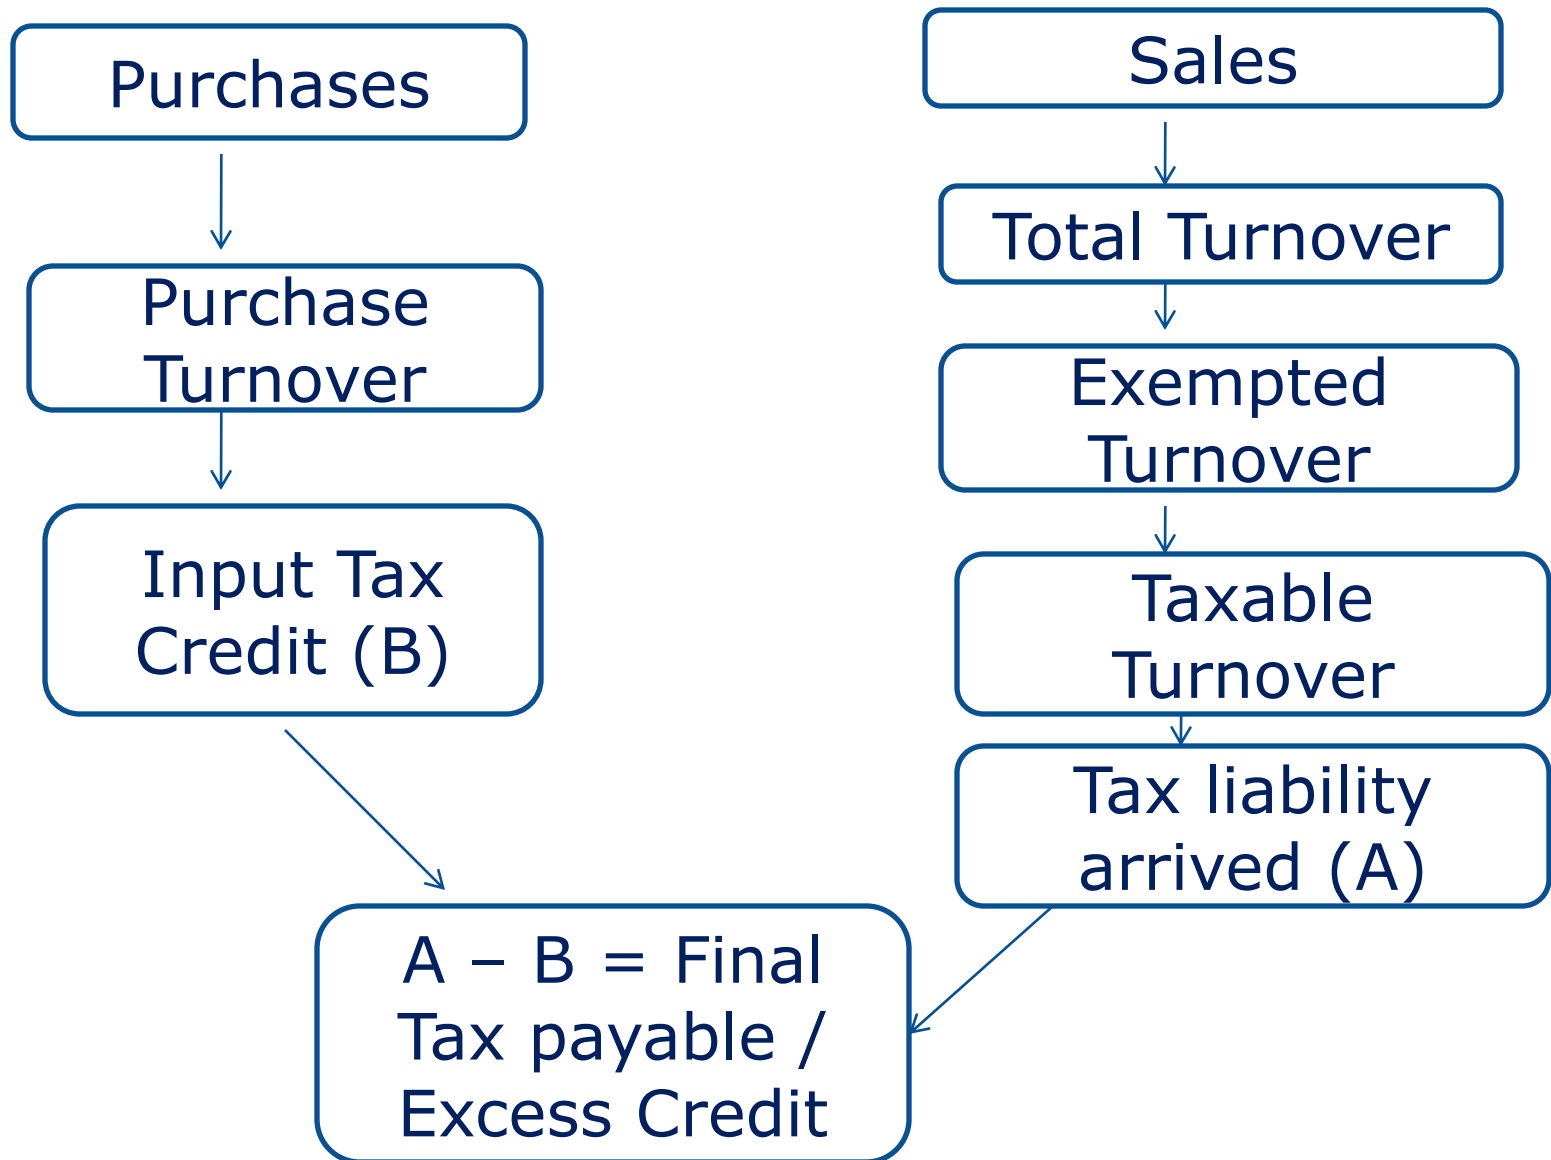 Purchases
Purchase
Turnover
Input Tax
Credit (B)
Sales
Total Turnover
Exempted
Turnover
Taxable
Turnover
Tax liability
arrived (A)
A – B = Final
Tax payable /
Excess Credit